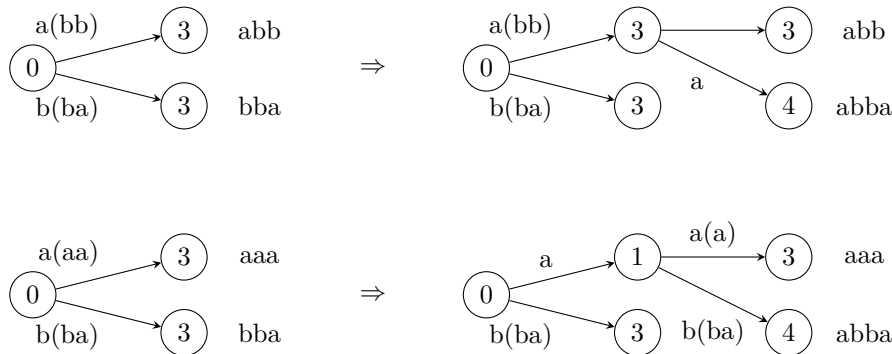 a(bb) 3 abb a(bb) 3 3 abb
0 ⇒ 0
b(ba) 3 bba b(ba) 3 a 4 abba
a(aa) 3 aaa a 1 a(a) 3 aaa
0 ⇒ 0
b(ba) 3 bba b(ba) 3 b(ba) 4 abba